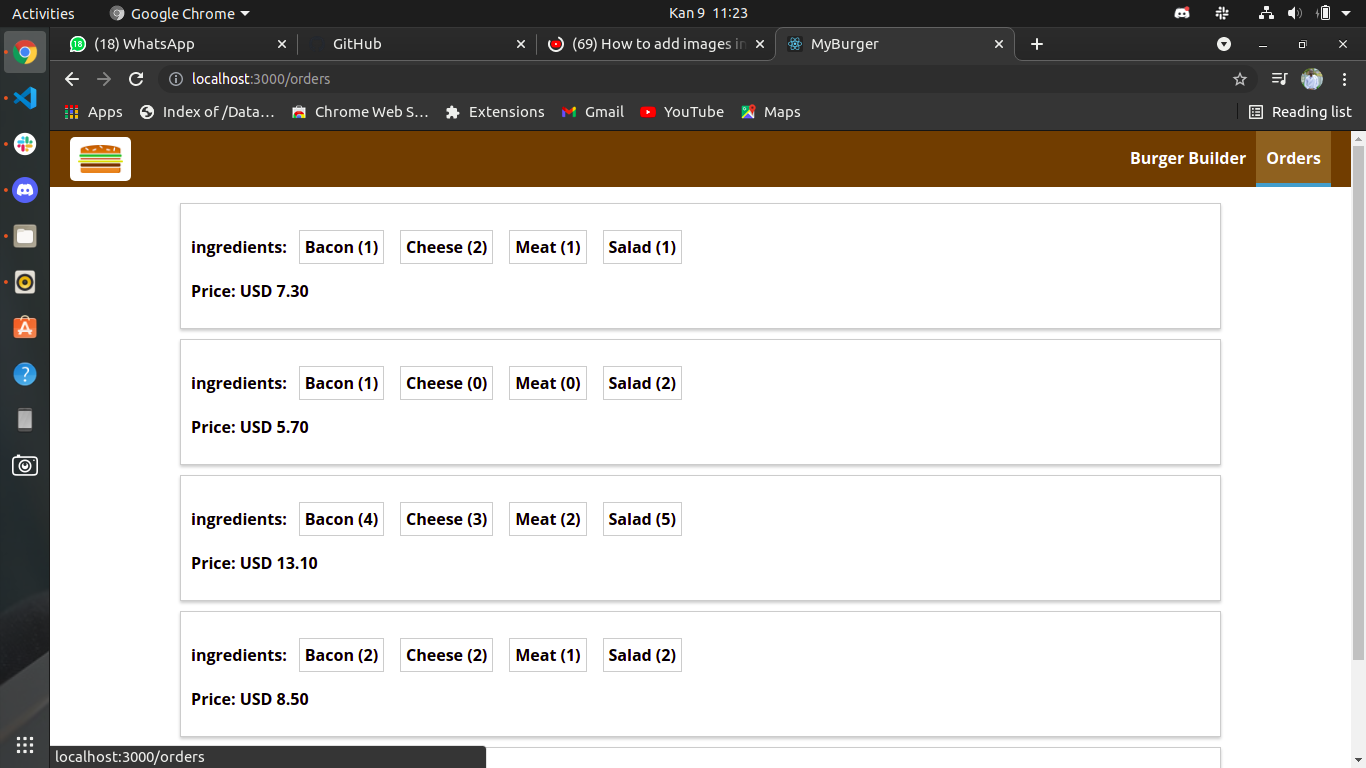 Activities Google Chrome Kan 9 11:23
(18) WhatsApp GitHub (69) How to add images in MyBurger
localhost:3000/orders
Apps Index of /Data… Chrome Web S… Extensions Gmail YouTube Maps Reading list
Burger Builder Orders
ingredients: Bacon (1) Cheese (2) Meat (1) Salad (1)
Price: USD 7.30
ingredients: Bacon (1) Cheese (0) Meat (0) Salad (2)
Price: USD 5.70
ingredients: Bacon (4) Cheese (3) Meat (2) Salad (5)
Price: USD 13.10
ingredients: Bacon (2) Cheese (2) Meat (1) Salad (2)
Price: USD 8.50
localhost:3000/orders